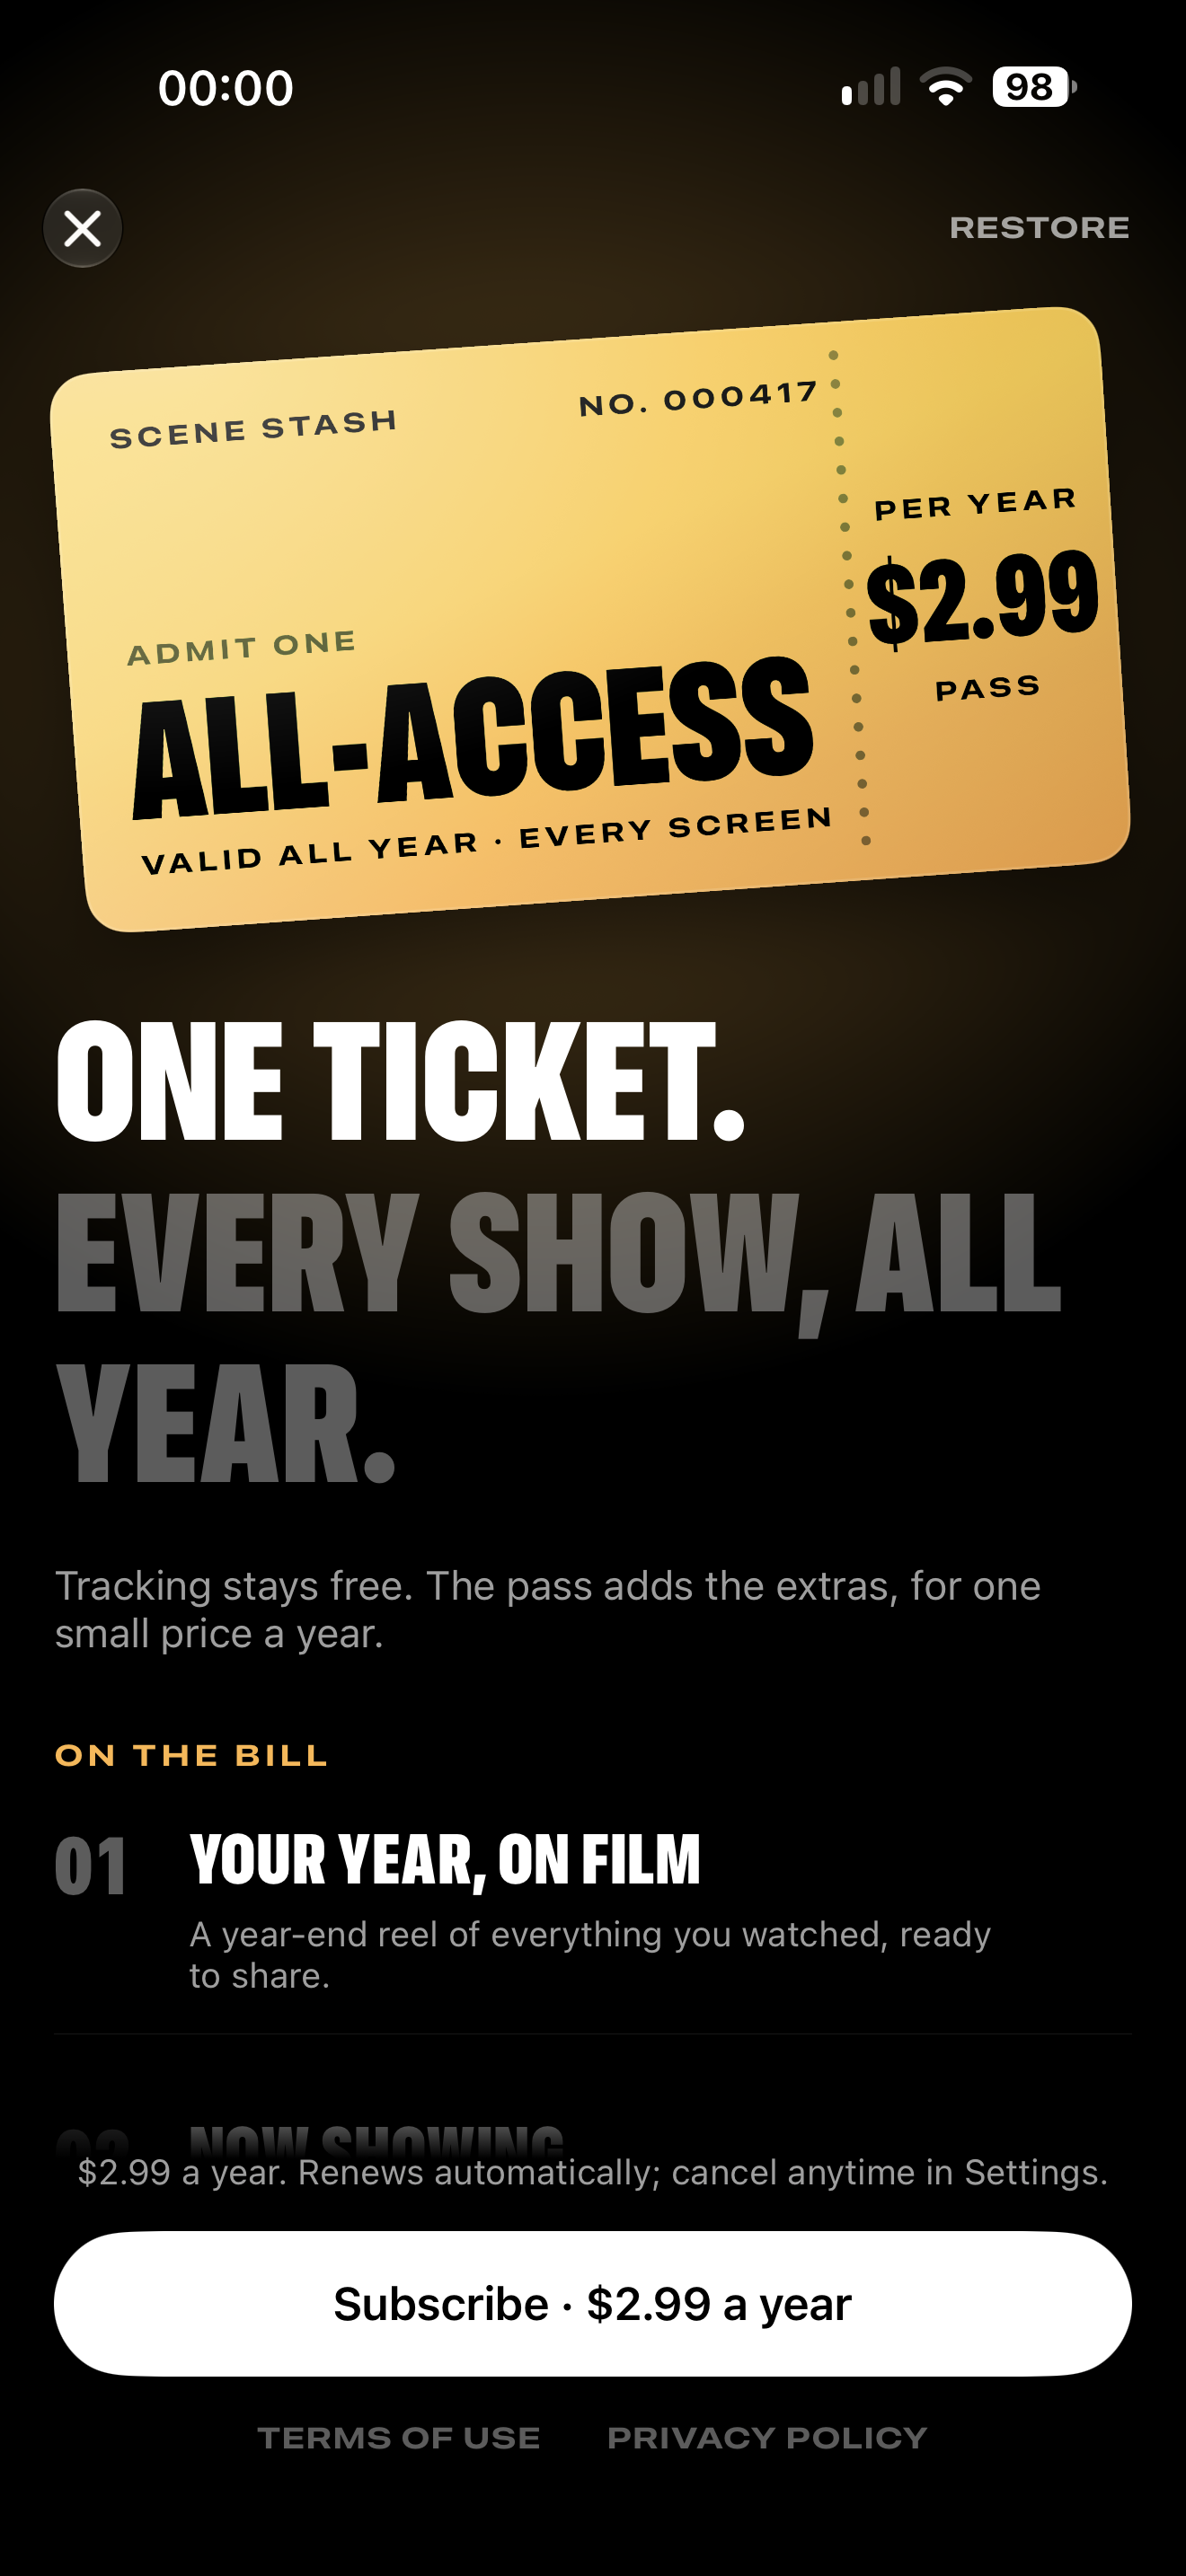 00:00
98
RESTORE
SCENE STASH
NO. 000417
ADMIT ONE
ALL-ACCESS
VALID ALL YEAR · EVERY SCREEN
PER YEAR
$2.99
PASS
ONE TICKET.
EVERY SHOW, ALL
YEAR.
Tracking stays free. The pass adds the extras, for one
small price a year.
ON THE BILL
01
YOUR YEAR, ON FILM
A year-end reel of everything you watched, ready
to share.
02
NOW SHOWING
$2.99 a year. Renews automatically; cancel anytime in Settings.
Subscribe · $2.99 a year
TERMS OF USE
PRIVACY POLICY